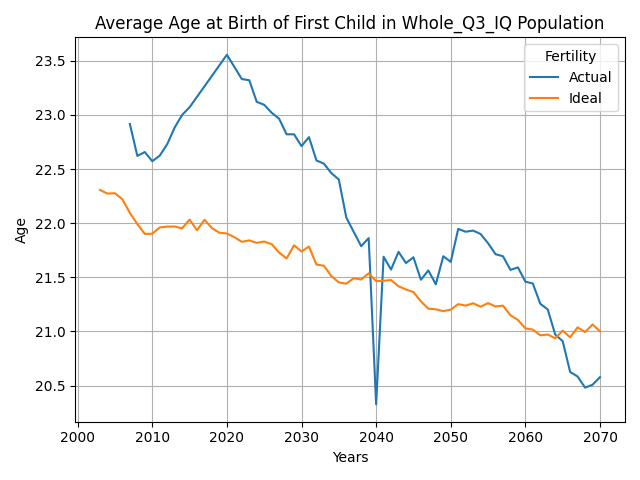 Average Age at Birth of First Child in Whole_Q3_IQ Population
Fertility
Actual
Ideal
Age
23.5
23.0
22.5
22.0
21.5
21.0
20.5
2000
2010
2020
2030
2040
2050
2060
2070
Years